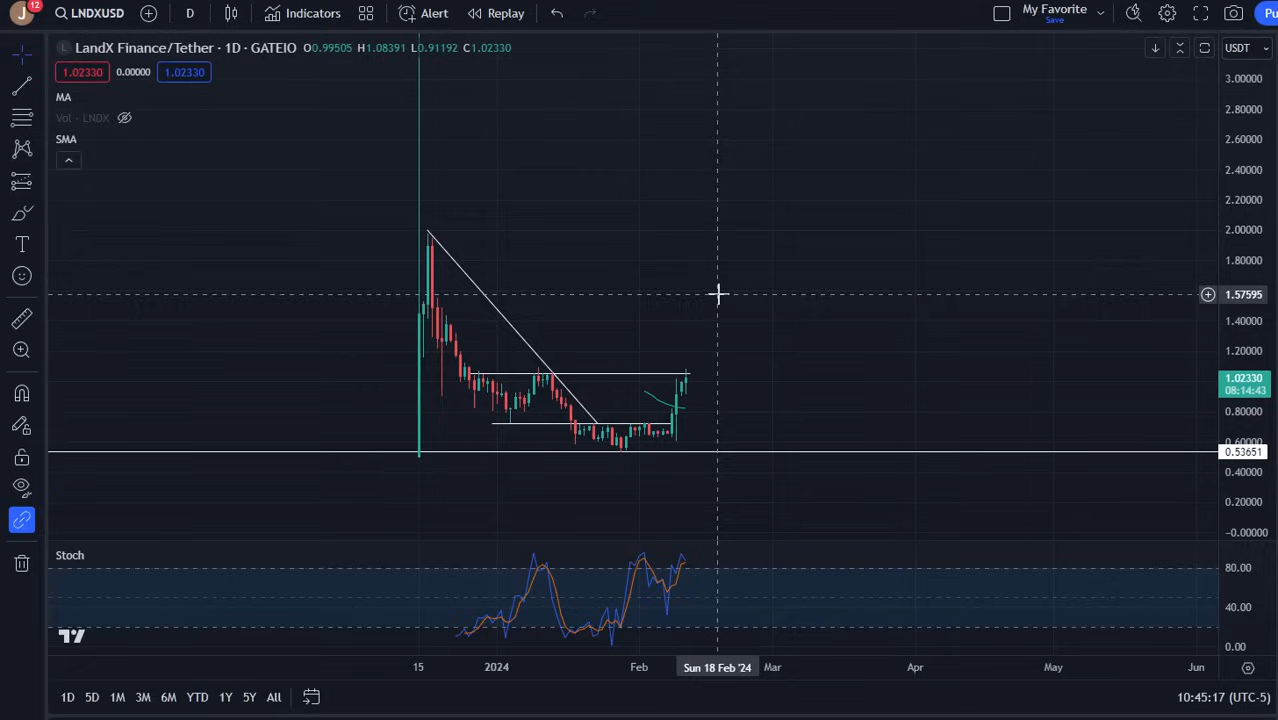 J 12 LNDXUSD D Indicators Alert Replay My Favorite Save Pu
L LandX Finance/Tether · 1D · GATEIO O0.99505 H1.08391 L0.91192 C1.02330 USDT
1.02330 0.00000 1.02330
MA
Vol · LNDX
SMA
3.00000
2.80000
2.60000
2.40000
2.20000
2.00000
1.80000
1.57595
1.40000
1.20000
1.02330
08:14:43
0.80000
0.60000
0.53651
0.40000
0.20000
−0.00000
Stoch
80.00
40.00
0.00
15 2024 Feb Sun 18 Feb '24 Mar Apr May Jun
1D 5D 1M 3M 6M YTD 1Y 5Y All 10:45:17 (UTC-5)